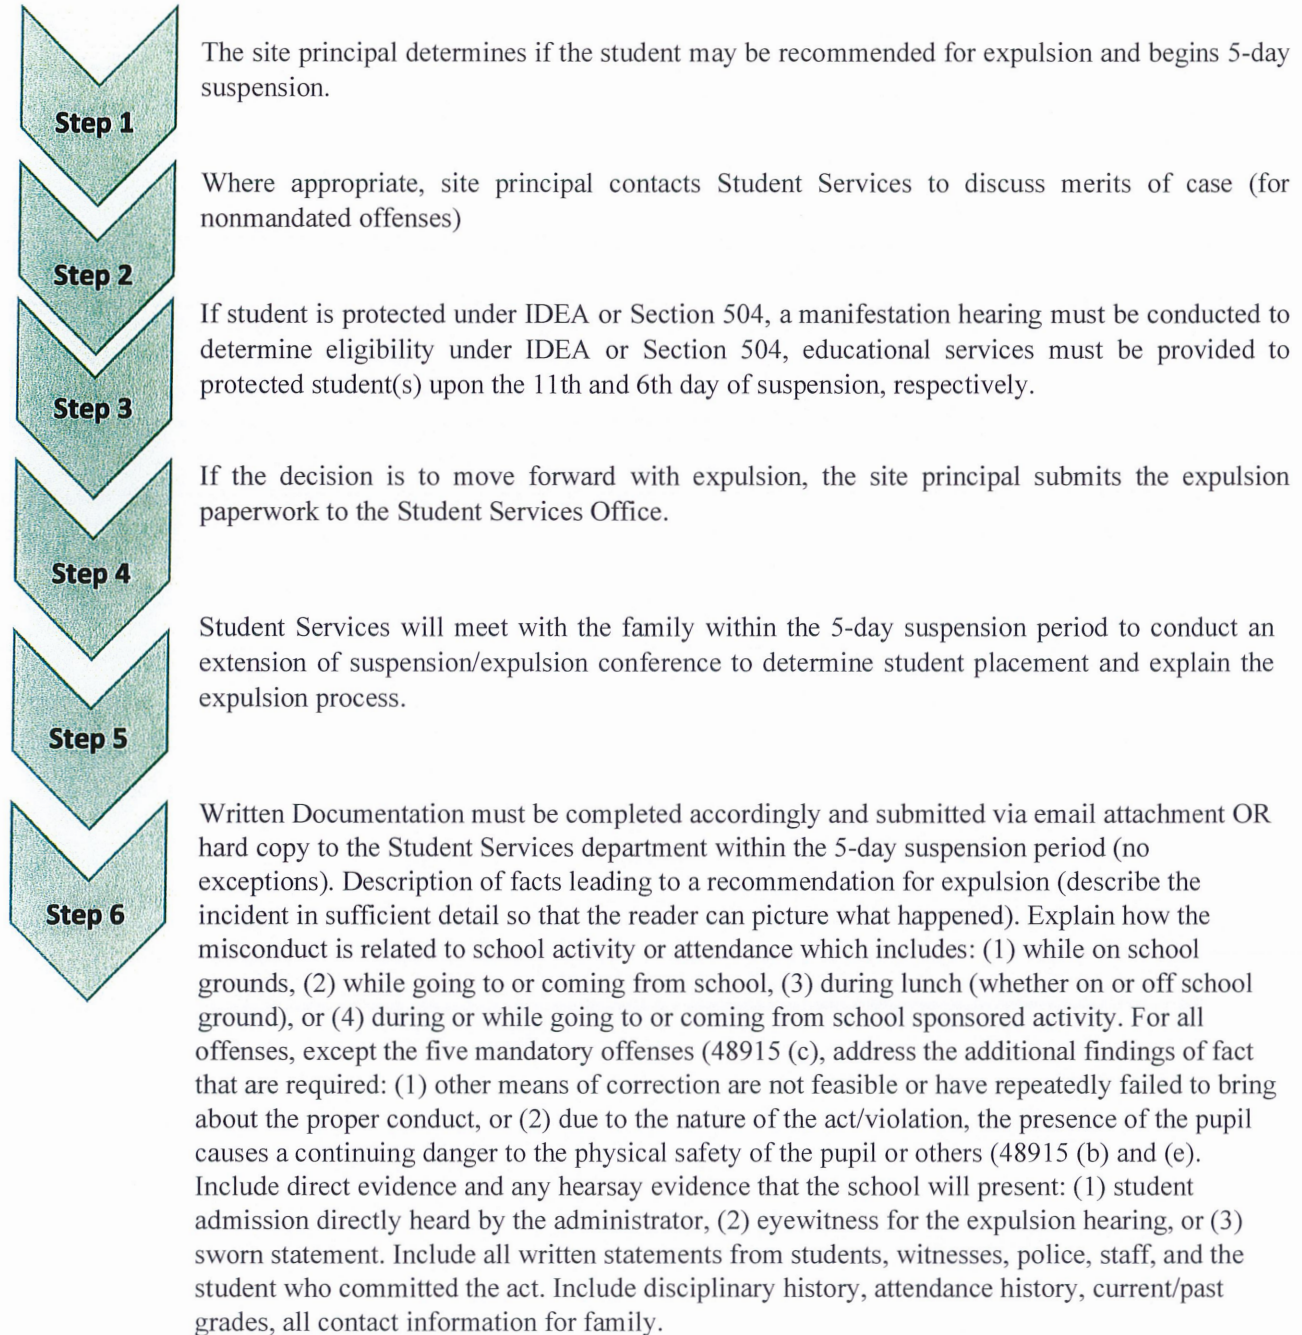 The site principal determines if the student may be recommended for expulsion and begins 5-day
suspension.
Step 1
Where appropriate, site principal contacts Student Services to discuss merits of case (for
nonmandated offenses)
Step 2
If student is protected under IDEA or Section 504, a manifestation hearing must be conducted to
determine eligibility under IDEA or Section 504, educational services must be provided to
protected student(s) upon the 11th and 6th day of suspension, respectively.
Step 3
If the decision is to move forward with expulsion, the site principal submits the expulsion
paperwork to the Student Services Office.
Step 4
Student Services will meet with the family within the 5-day suspension period to conduct an
extension of suspension/expulsion conference to determine student placement and explain the
expulsion process.
Step 5
Written Documentation must be completed accordingly and submitted via email attachment OR
hard copy to the Student Services department within the 5-day suspension period (no
exceptions). Description of facts leading to a recommendation for expulsion (describe the
incident in sufficient detail so that the reader can picture what happened). Explain how the
Step 6
misconduct is related to school activity or attendance which includes: (1) while on school
grounds, (2) while going to or coming from school, (3) during lunch (whether on or off school
ground), or (4) during or while going to or coming from school sponsored activity. For all
offenses, except the five mandatory offenses (48915 (c), address the additional findings of fact
that are required: (1) other means of correction are not feasible or have repeatedly failed to bring
about the proper conduct, or (2) due to the nature of the act/violation, the presence of the pupil
causes a continuing danger to the physical safety of the pupil or others (48915 (b) and (e).
Include direct evidence and any hearsay evidence that the school will present: (1) student
admission directly heard by the administrator, (2) eyewitness for the expulsion hearing, or (3)
sworn statement. Include all written statements from students, witnesses, police, staff, and the
student who committed the act. Include disciplinary history, attendance history, current/past
grades, all contact information for family.